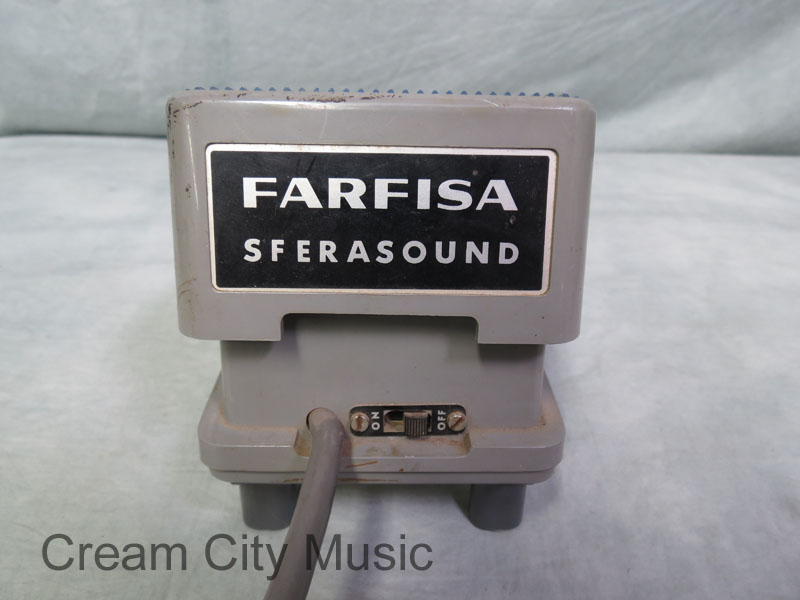 FARFISA
SFERASOUND
ON OFF
Cream City Music